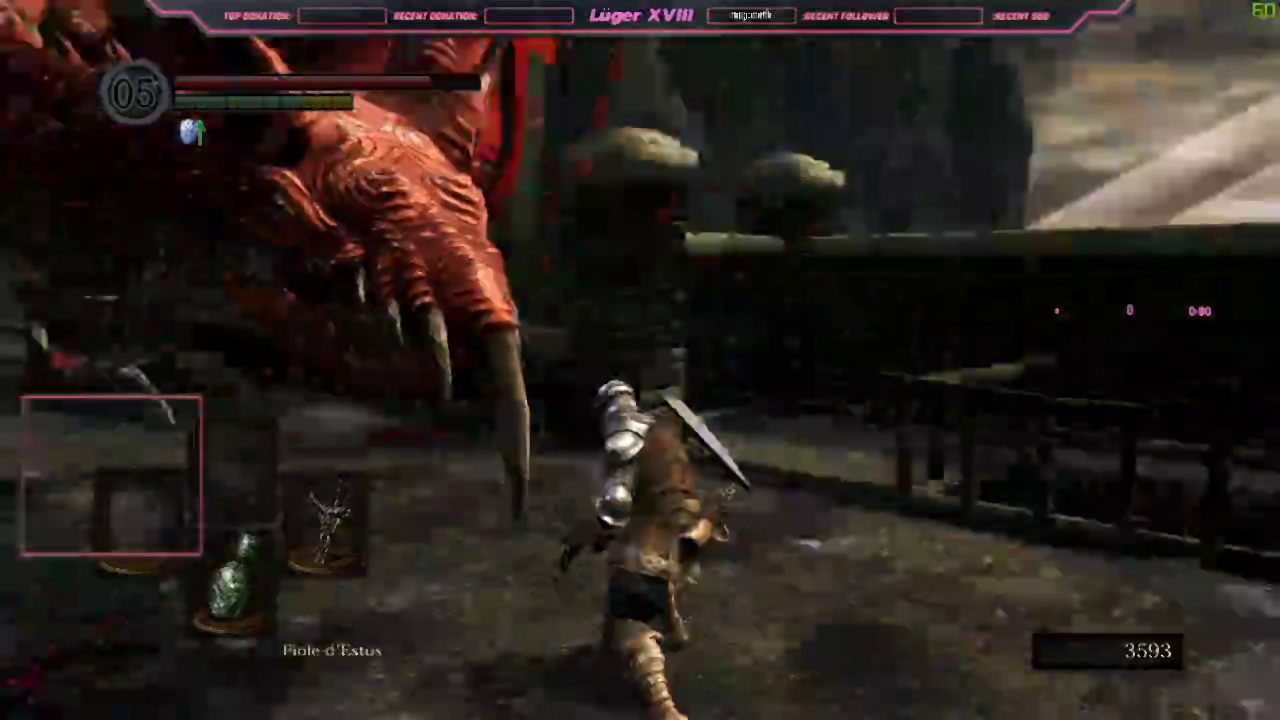 TOP DONATION:
RECENT DONATION:
Lüger XVIII
:RECENT FOLLOWER
:RECENT SUB
60
05
0
0:00
Fiole d'Estus
3593